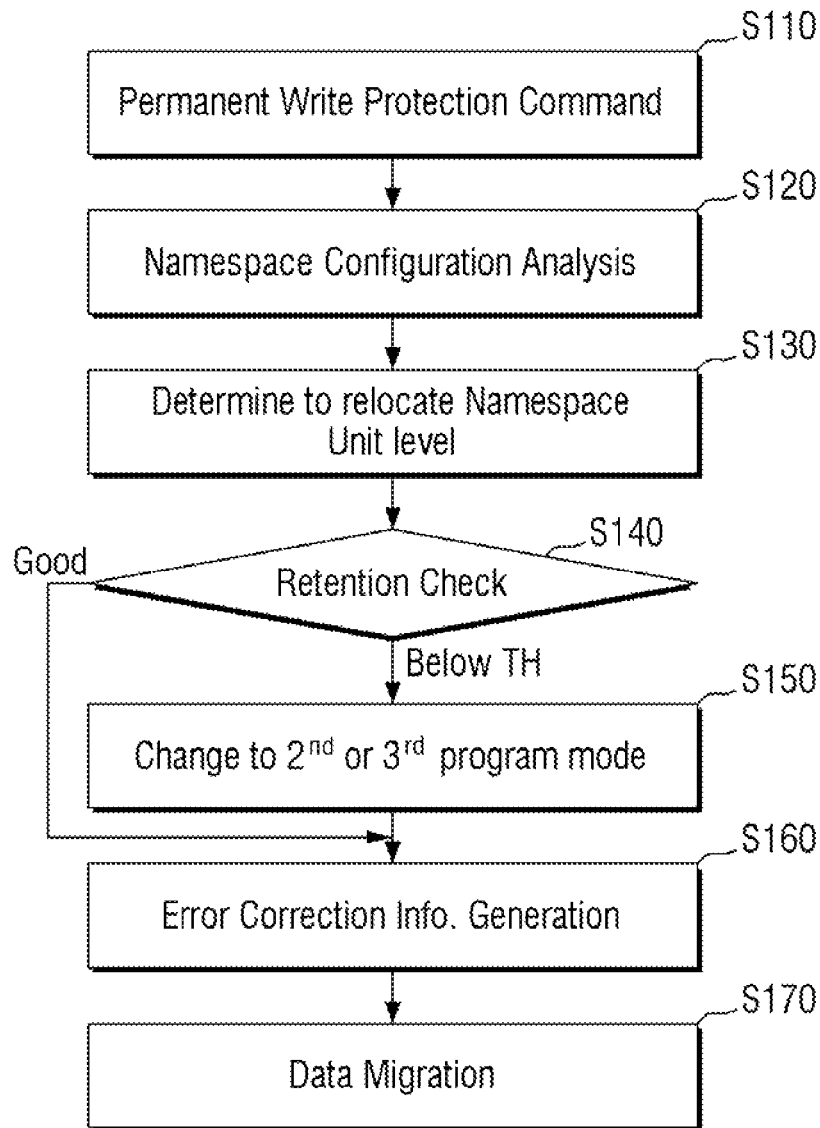 S110
Permanent Write Protection Command
S120
Namespace Configuration Analysis
S130
Determine to relocate Namespace
Unit level
S140
Good
Retention Check
Below TH
S150
Change to 2nd or 3rd program mode
S160
Error Correction Info. Generation
S170
Data Migration